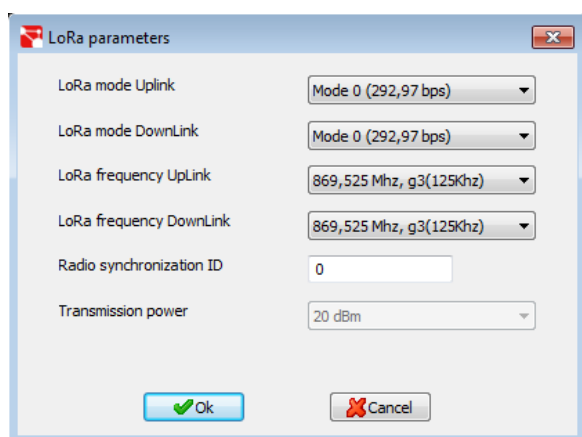 LoRa parameters
LoRa mode Uplink Mode 0 (292,97 bps)
LoRa mode DownLink Mode 0 (292,97 bps)
LoRa frequency UpLink 869,525 Mhz, g3(125Khz)
LoRa frequency DownLink 869,525 Mhz, g3(125Khz)
Radio synchronization ID 0
Transmission power 20 dBm
Ok Cancel